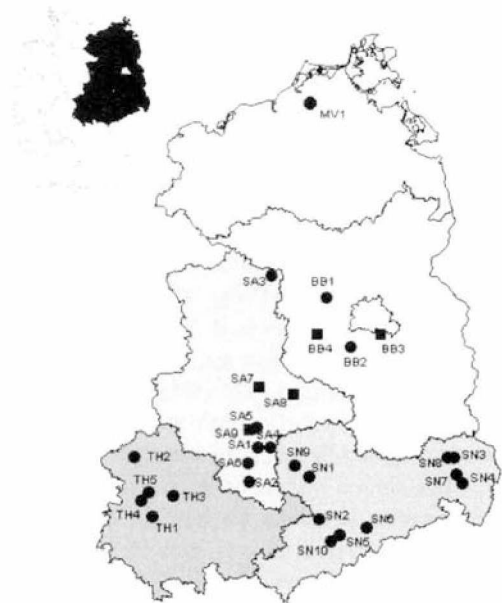 MV1
SA3
BB1
BB4
BB2
BB3
SA7
SA8
SA5
SA9
SA4
SA1
SA6
SA2
TH2
TH5
TH3
TH4
TH1
SN9
SN1
SN8
SN3
SN7
SN4
SN2
SN6
SN5
SN10